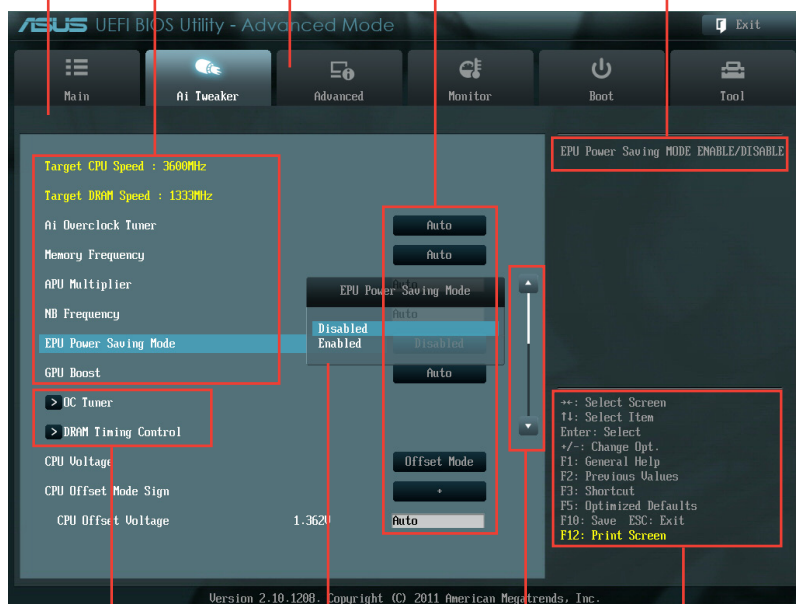 ASUS UEFI BIOS Utility - Advanced Mode
Exit
Main
Ai Tweaker
Advanced
Monitor
Boot
Tool
EPU Power Saving MODE ENABLE/DISABLE
Target CPU Speed : 3600MHz
Target DRAM Speed : 1333MHz
Ai Overclock Tuner Auto
Memory Frequency Auto
APU Multiplier Auto
NB Frequency Auto
EPU Power Saving Mode Disabled
EPU Power Saving Mode
Disabled
Enabled
GPU Boost Auto
> OC Tuner
> DRAM Timing Control
CPU Voltage Offset Mode
CPU Offset Mode Sign +
CPU Offset Voltage 1.362V Auto
→←: Select Screen
↑↓: Select Item
Enter: Select
+/-: Change Opt.
F1: General Help
F2: Previous Values
F3: Shortcut
F5: Optimized Defaults
F10: Save ESC: Exit
F12: Print Screen
Version 2.10.1208. Copyright (C) 2011 American Megatrends, Inc.